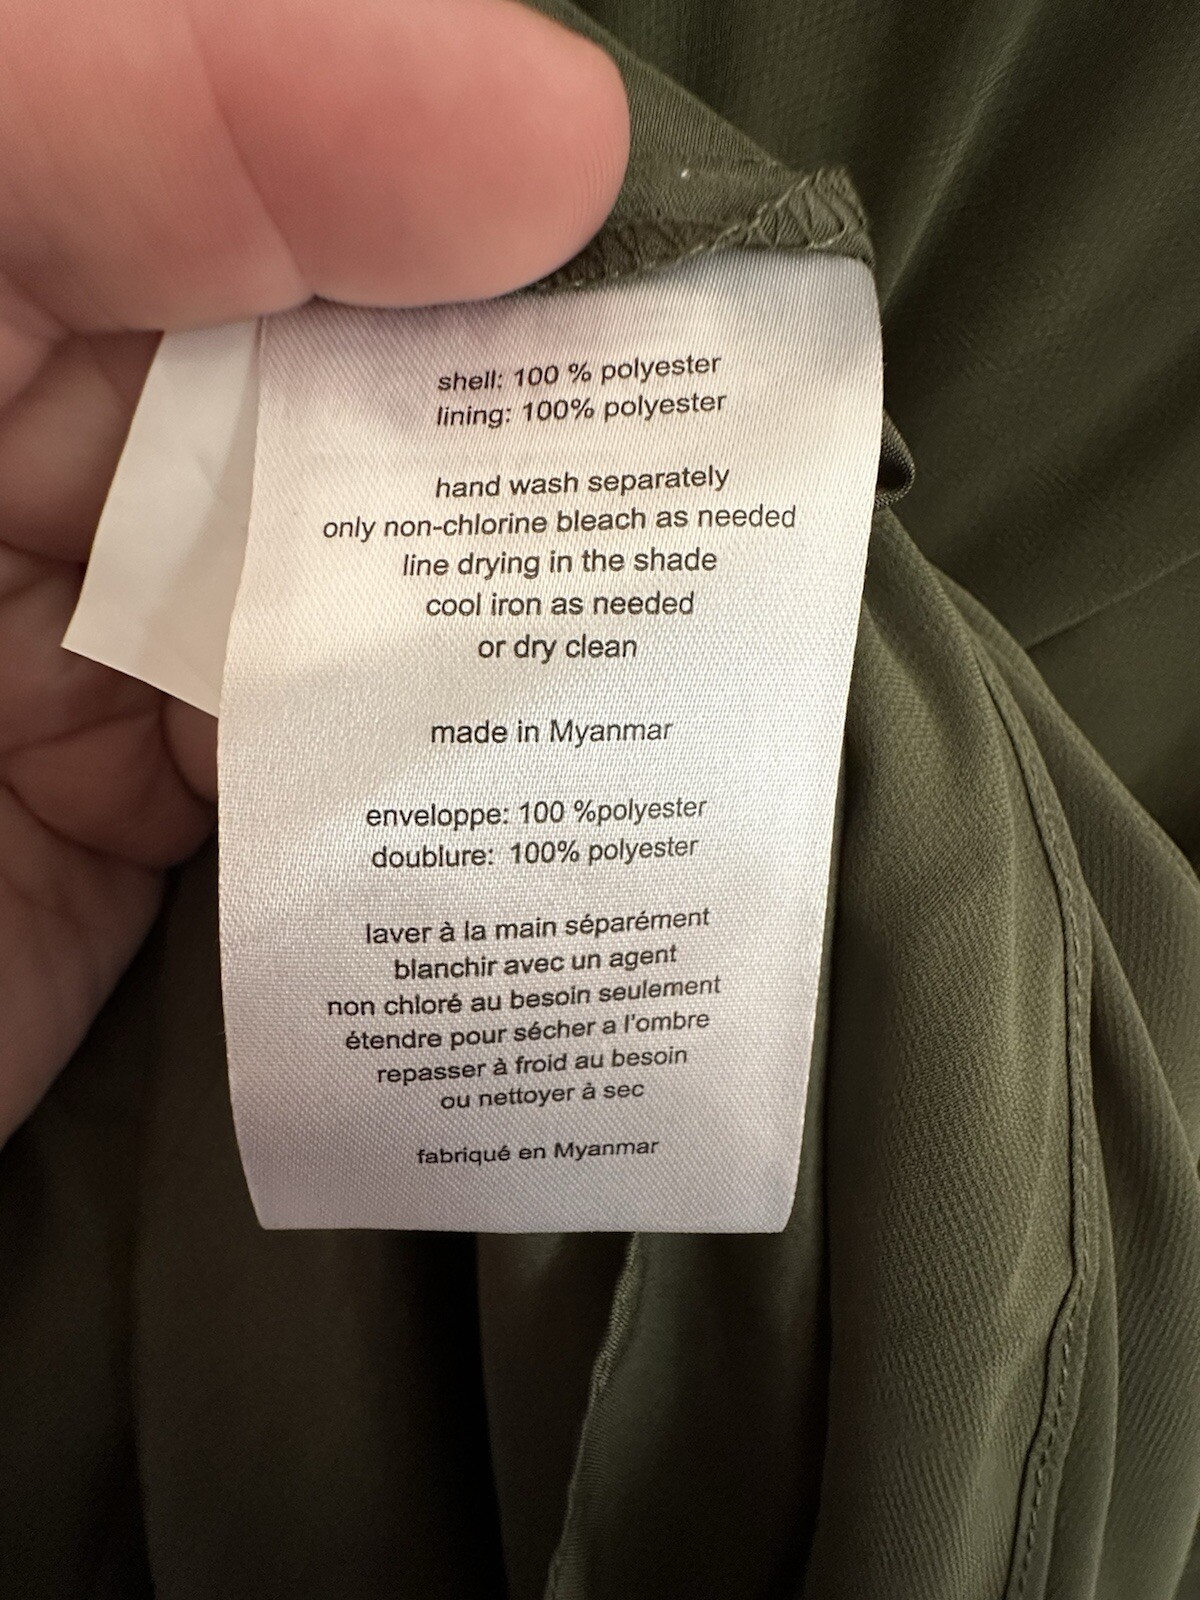 shell: 100 % polyester
lining: 100% polyester
hand wash separately
only non-chlorine bleach as needed
line drying in the shade
cool iron as needed
or dry clean
made in Myanmar
enveloppe: 100 %polyester
doublure: 100% polyester
laver à la main séparément
blanchir avec un agent
non chloré au besoin seulement
étendre pour sécher a l'ombre
repasser à froid au besoin
ou nettoyer à sec
fabriqué en Myanmar